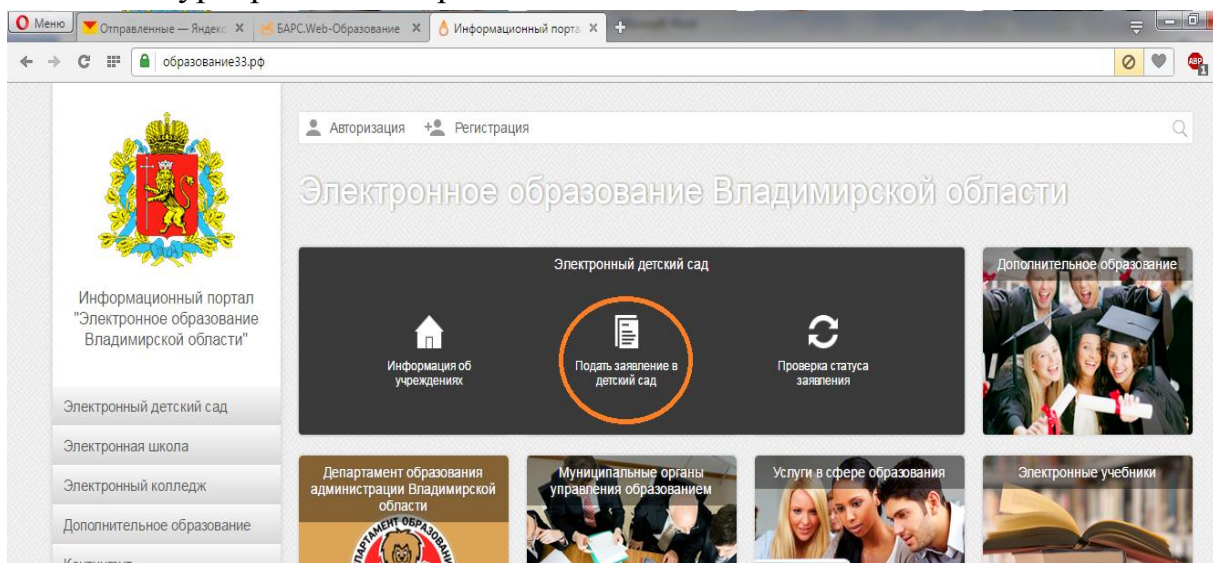 Меню
Отправленные — Яндекс
БАРС.Web-Образование
Информационный порта
образование33.рф
ABP
1
Авторизация
Регистрация
Электронное образование Владимирской области
Информационный портал
"Электронное образование
Владимирской области"
Электронный детский сад
Информация об
учреждениях
Подать заявление в
детский сад
Проверка статуса
заявления
Дополнительное образование
Электронный детский сад
Электронная школа
Электронный колледж
Дополнительное образование
Департамент образования
администрации Владимирской
области
Муниципальные органы
управления образованием
Услуги в сфере образования
Электронные учебники